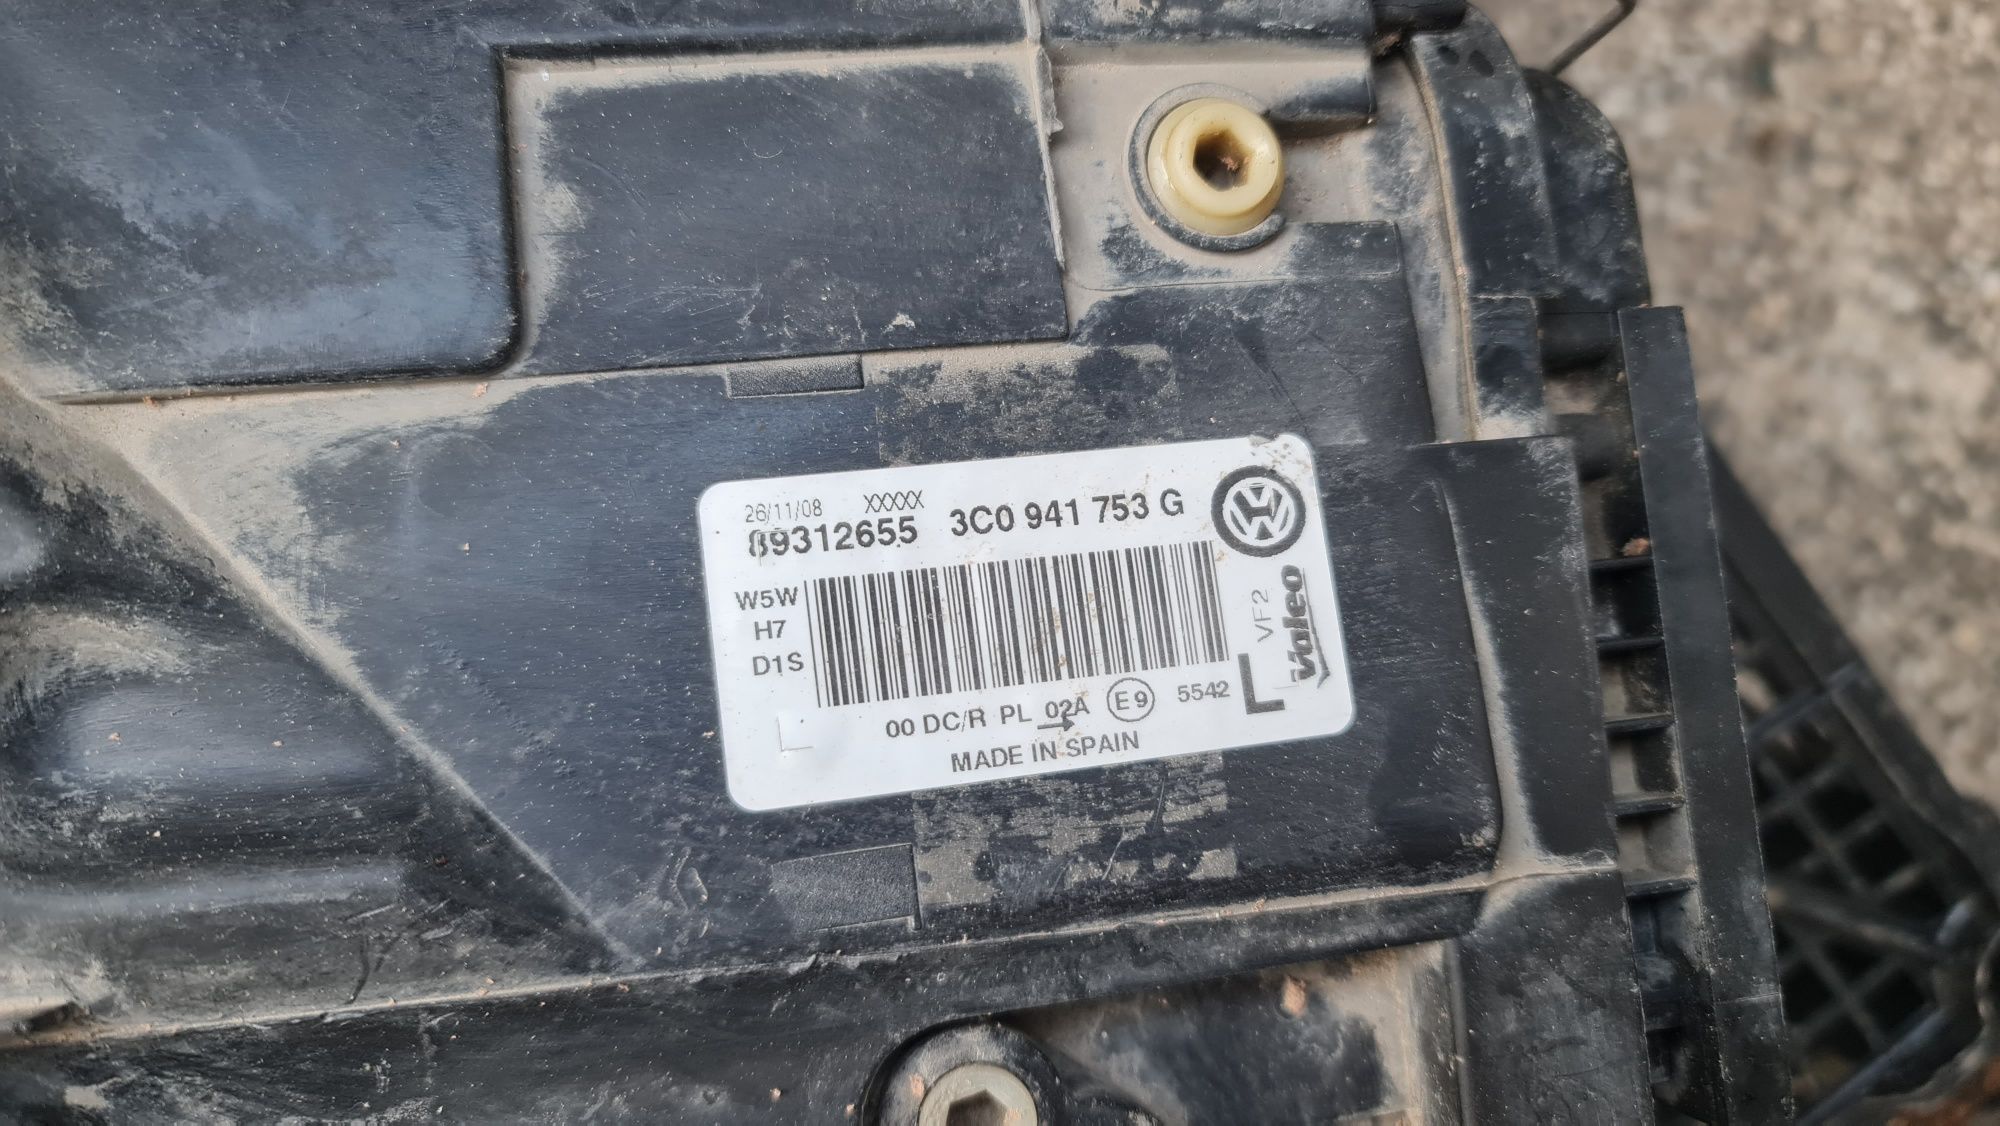 26/11/08 XXXXX
89312655 3C0 941 753 G
W5W
H7
D1S
VF2
Valeo
L
00 DC/R PL 02A E9 5542
MADE IN SPAIN